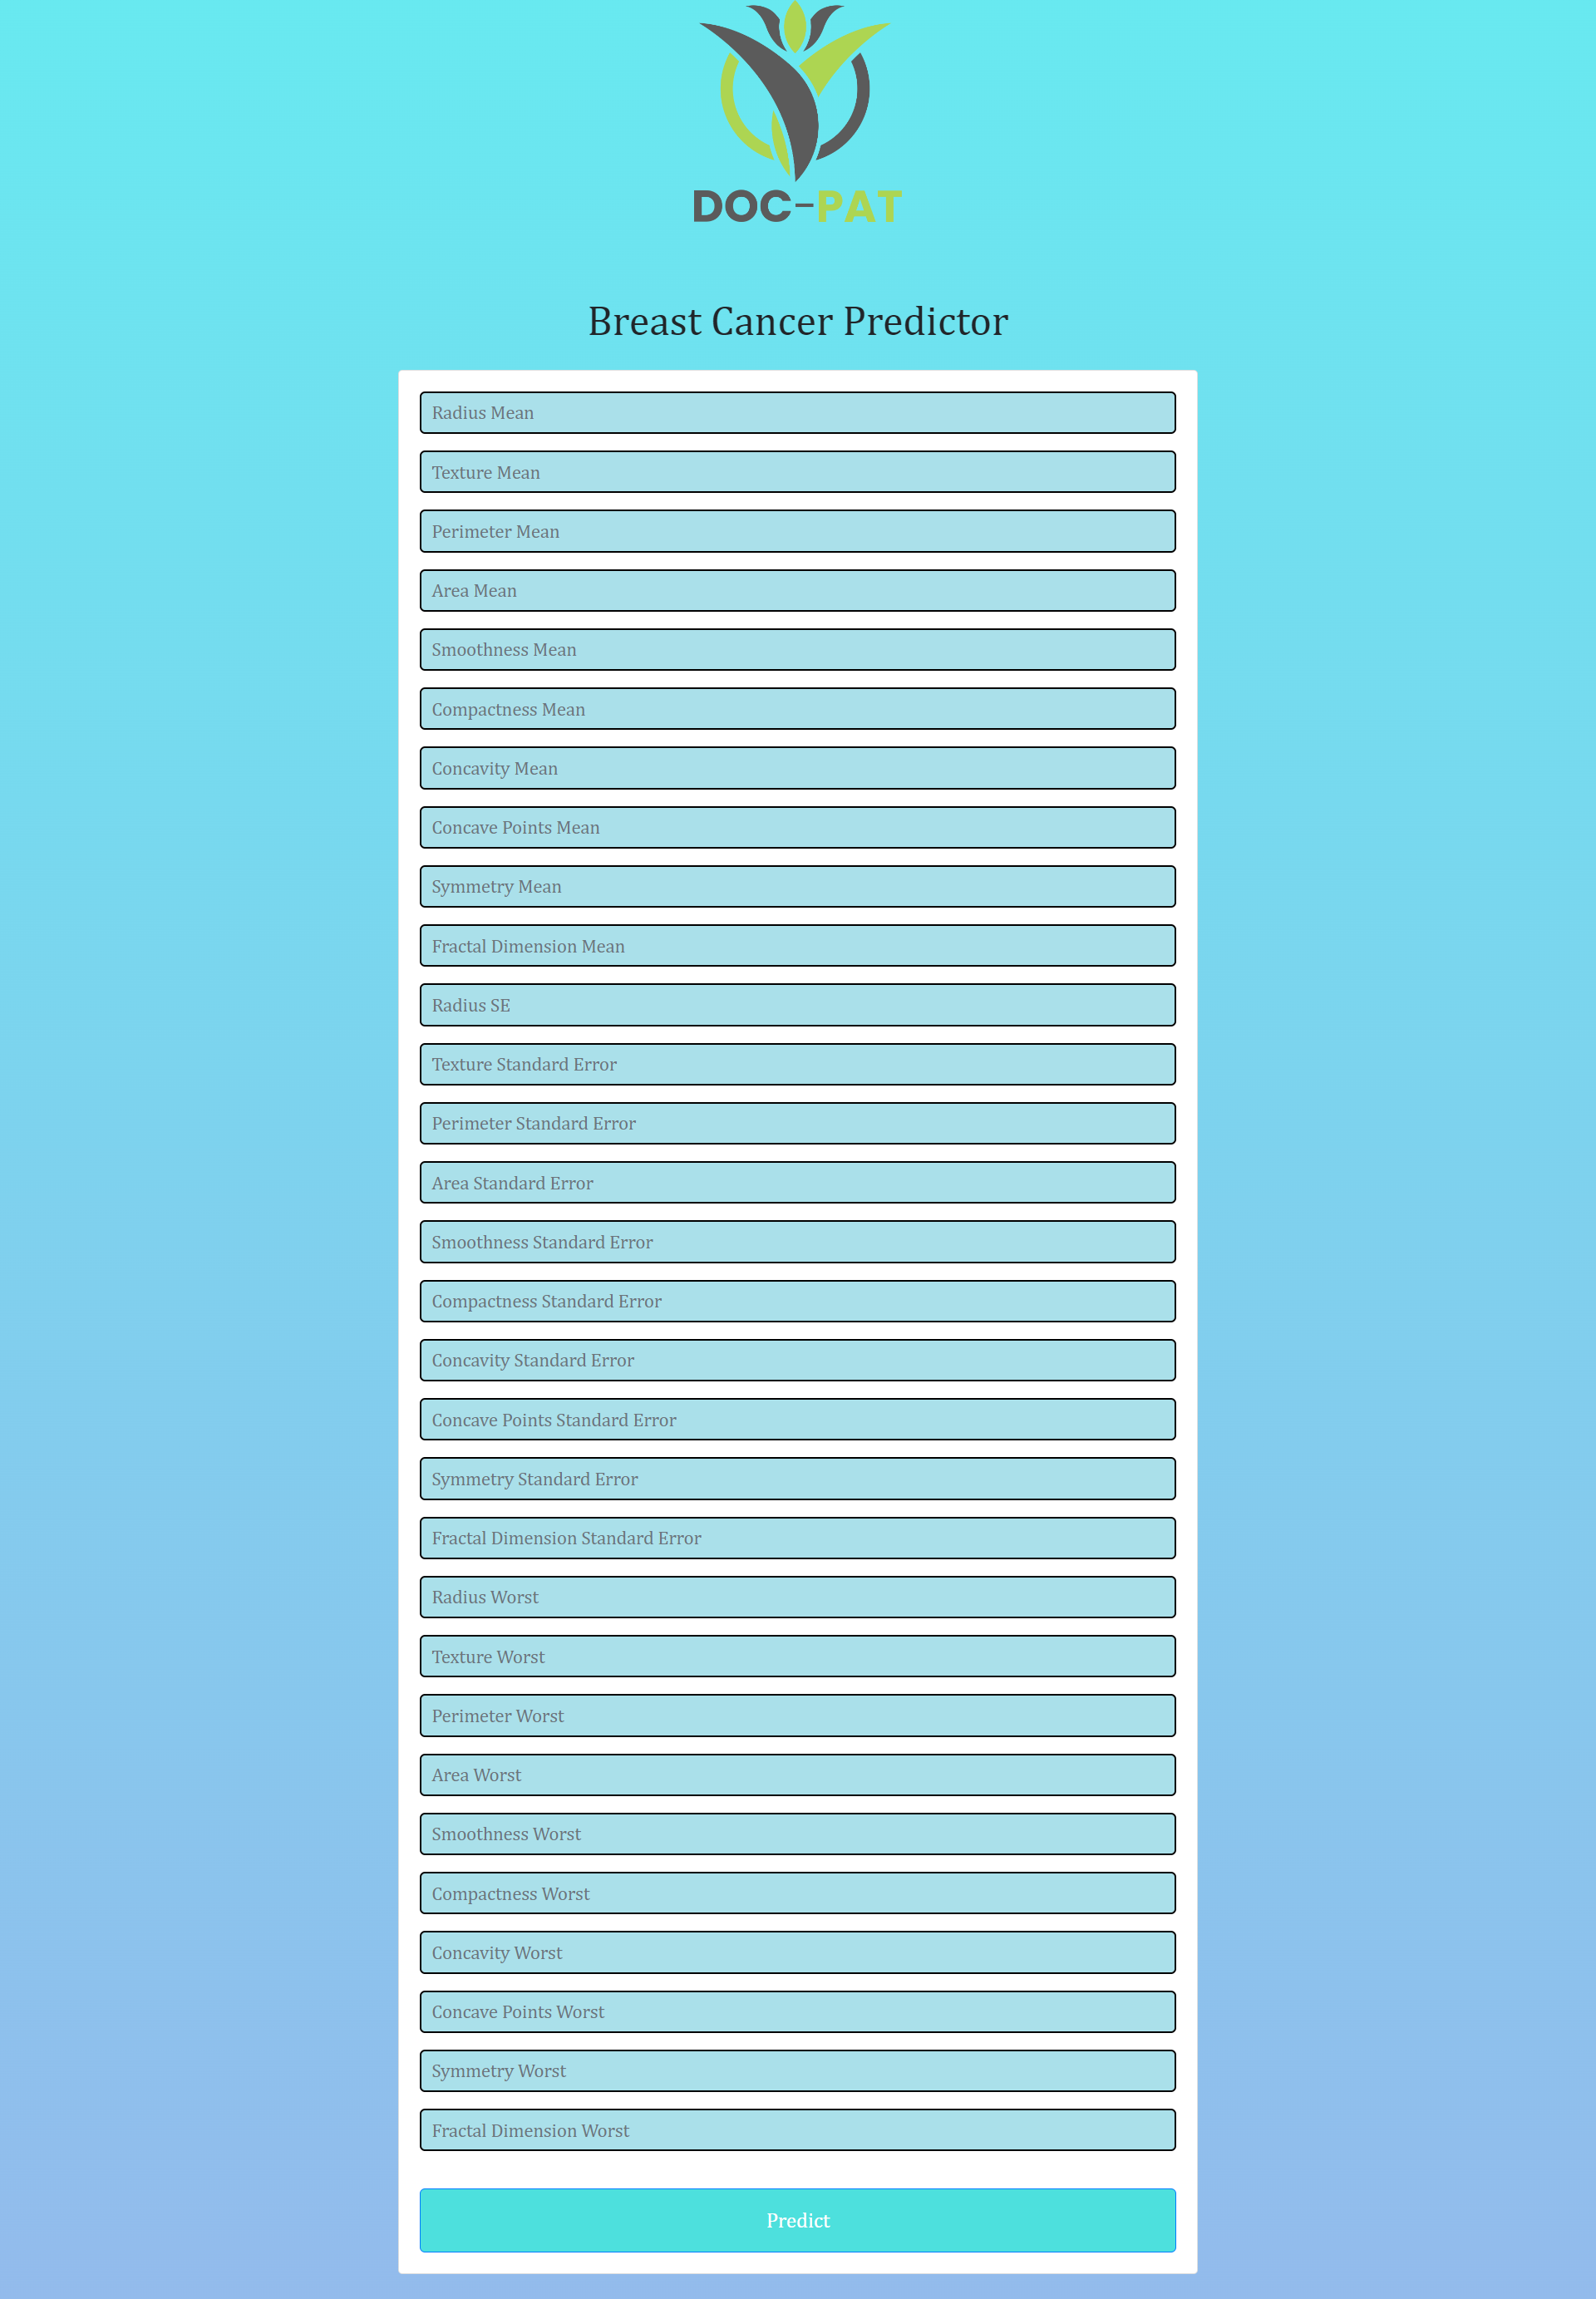 DOC-PAT
Breast Cancer Predictor
Radius Mean
Texture Mean
Perimeter Mean
Area Mean
Smoothness Mean
Compactness Mean
Concavity Mean
Concave Points Mean
Symmetry Mean
Fractal Dimension Mean
Radius SE
Texture Standard Error
Perimeter Standard Error
Area Standard Error
Smoothness Standard Error
Compactness Standard Error
Concavity Standard Error
Concave Points Standard Error
Symmetry Standard Error
Fractal Dimension Standard Error
Radius Worst
Texture Worst
Perimeter Worst
Area Worst
Smoothness Worst
Compactness Worst
Concavity Worst
Concave Points Worst
Symmetry Worst
Fractal Dimension Worst
Predict